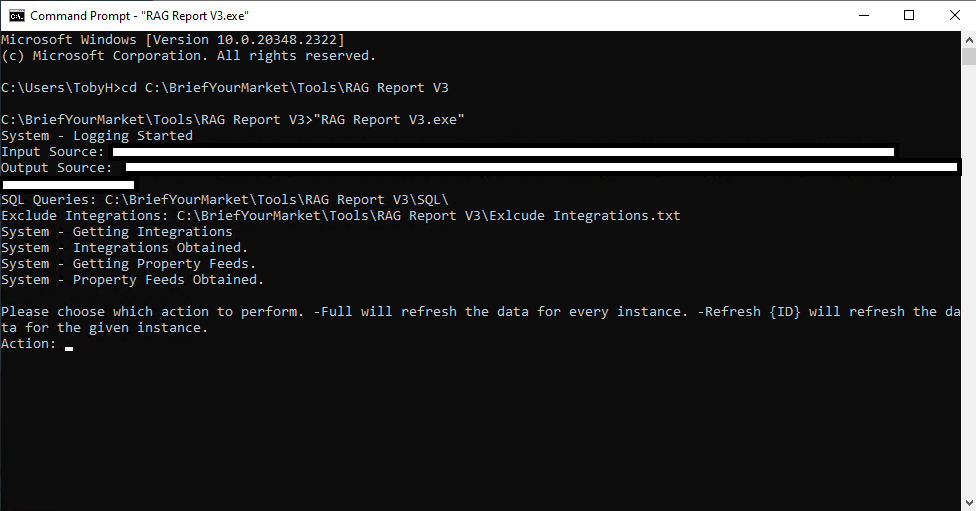 Command Prompt - "RAG Report V3.exe"
Microsoft Windows [Version 10.0.20348.2322]
(c) Microsoft Corporation. All rights reserved.
C:\Users\TobyH>cd C:\BriefYourMarket\Tools\RAG Report V3
C:\BriefYourMarket\Tools\RAG Report V3>"RAG Report V3.exe"
System - Logging Started
Input Source:
Output Source:
SQL Queries: C:\BriefYourMarket\Tools\RAG Report V3\SQL\
Exclude Integrations: C:\BriefYourMarket\Tools\RAG Report V3\Exlcude Integrations.txt
System - Getting Integrations
System - Integrations Obtained.
System - Getting Property Feeds.
System - Property Feeds Obtained.
Please choose which action to perform. -Full will refresh the data for every instance. -Refresh {ID} will refresh the da
ta for the given instance.
Action: